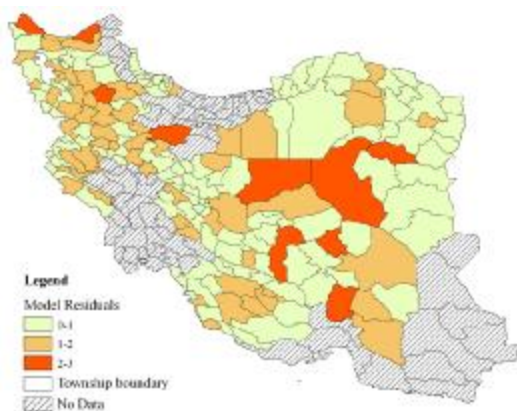 Legend
Model Residuals
0-1
1-2
2-3
Township boundary
No Data